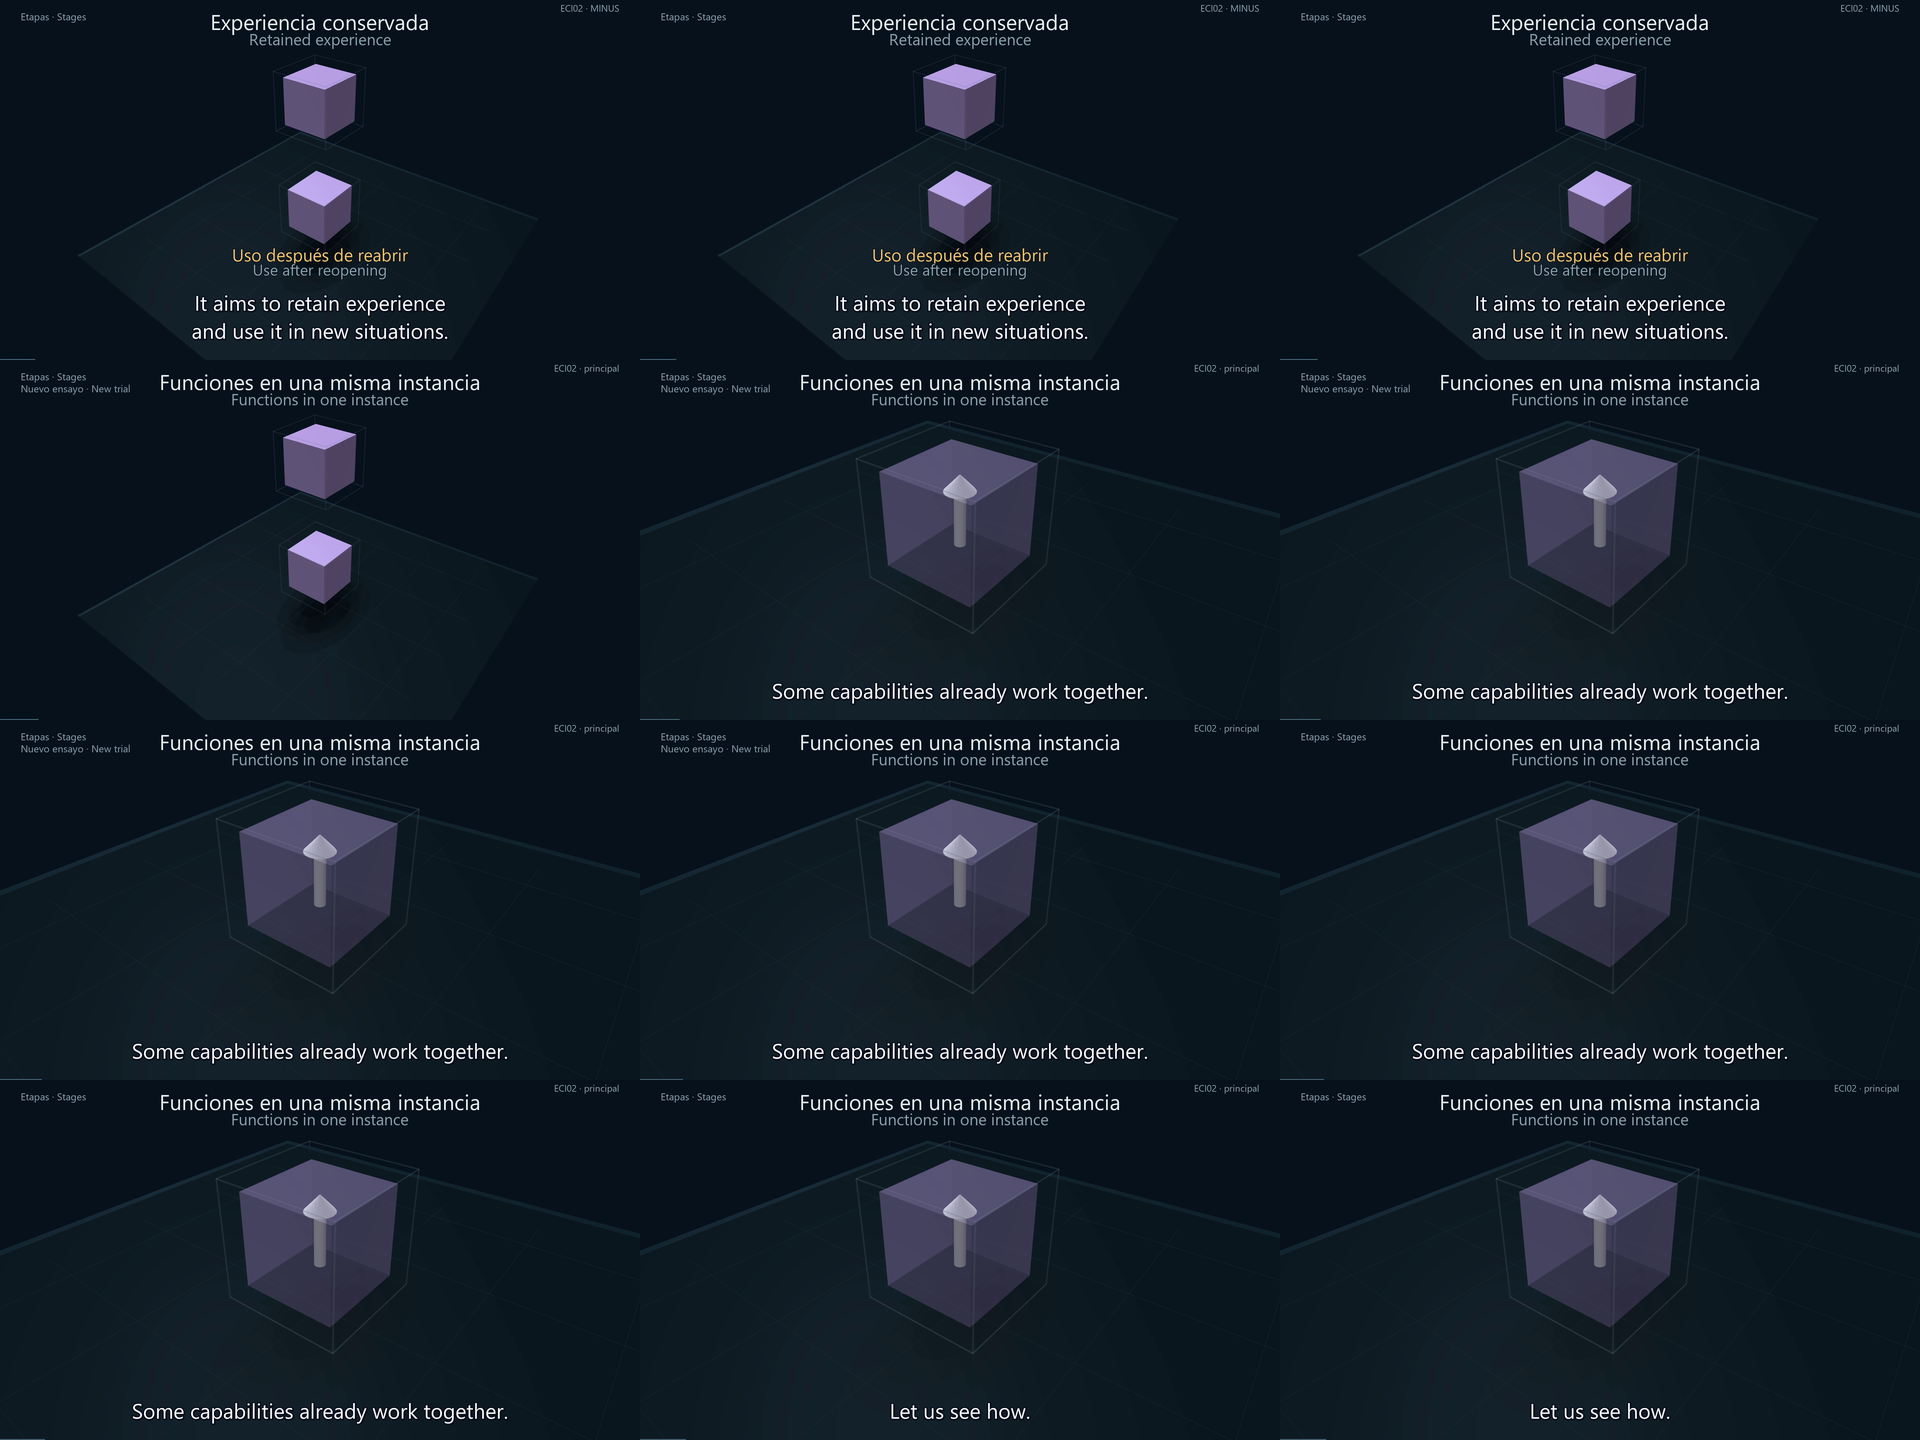 Etapas · Stages
ECI02 · MINUS
Experiencia conservada
Retained experience
Uso después de reabrir
Use after reopening
It aims to retain experience
and use it in new situations.
Etapas · Stages
ECI02 · MINUS
Experiencia conservada
Retained experience
Uso después de reabrir
Use after reopening
It aims to retain experience
and use it in new situations.
Etapas · Stages
ECI02 · MINUS
Experiencia conservada
Retained experience
Uso después de reabrir
Use after reopening
It aims to retain experience
and use it in new situations.
Etapas · Stages
Nuevo ensayo · New trial
ECI02 · principal
Funciones en una misma instancia
Functions in one instance
Etapas · Stages
Nuevo ensayo · New trial
ECI02 · principal
Funciones en una misma instancia
Functions in one instance
Some capabilities already work together.
Etapas · Stages
Nuevo ensayo · New trial
ECI02 · principal
Funciones en una misma instancia
Functions in one instance
Some capabilities already work together.
Etapas · Stages
Nuevo ensayo · New trial
ECI02 · principal
Funciones en una misma instancia
Functions in one instance
Some capabilities already work together.
Etapas · Stages
Nuevo ensayo · New trial
ECI02 · principal
Funciones en una misma instancia
Functions in one instance
Some capabilities already work together.
Etapas · Stages
ECI02 · principal
Funciones en una misma instancia
Functions in one instance
Some capabilities already work together.
Etapas · Stages
ECI02 · principal
Funciones en una misma instancia
Functions in one instance
Some capabilities already work together.
Etapas · Stages
ECI02 · principal
Funciones en una misma instancia
Functions in one instance
Let us see how.
Etapas · Stages
ECI02 · principal
Funciones en una misma instancia
Functions in one instance
Let us see how.